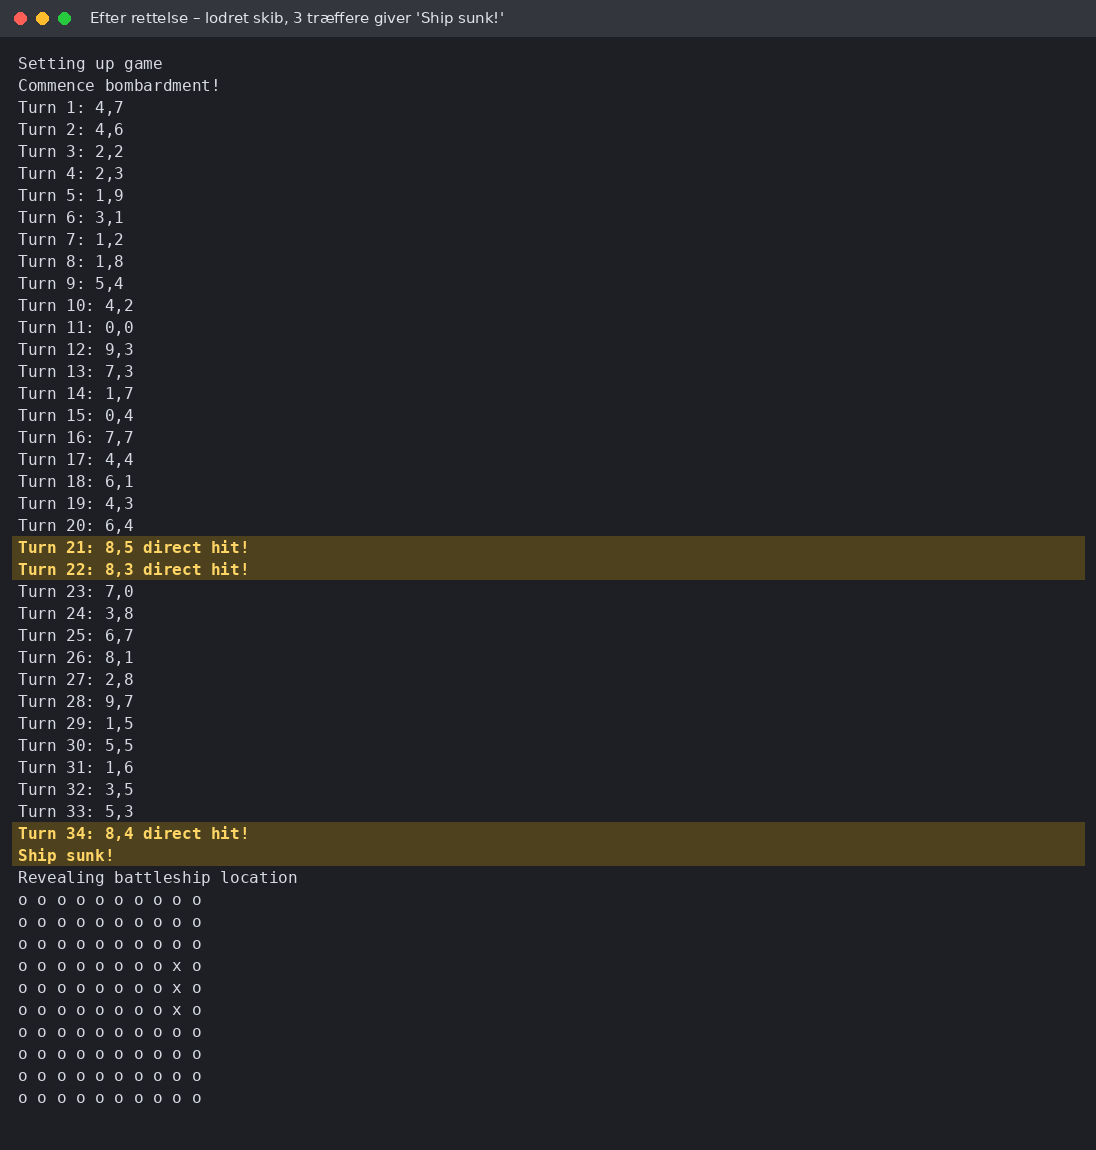 Efter rettelse – lodret skib, 3 træffere giver 'Ship sunk!'
Setting up game
Commence bombardment!
Turn 1: 4,7
Turn 2: 4,6
Turn 3: 2,2
Turn 4: 2,3
Turn 5: 1,9
Turn 6: 3,1
Turn 7: 1,2
Turn 8: 1,8
Turn 9: 5,4
Turn 10: 4,2
Turn 11: 0,0
Turn 12: 9,3
Turn 13: 7,3
Turn 14: 1,7
Turn 15: 0,4
Turn 16: 7,7
Turn 17: 4,4
Turn 18: 6,1
Turn 19: 4,3
Turn 20: 6,4
Turn 21: 8,5 direct hit!
Turn 22: 8,3 direct hit!
Turn 23: 7,0
Turn 24: 3,8
Turn 25: 6,7
Turn 26: 8,1
Turn 27: 2,8
Turn 28: 9,7
Turn 29: 1,5
Turn 30: 5,5
Turn 31: 1,6
Turn 32: 3,5
Turn 33: 5,3
Turn 34: 8,4 direct hit!
Ship sunk!
Revealing battleship location
o o o o o o o o o o
o o o o o o o o o o
o o o o o o o o o o
o o o o o o o o x o
o o o o o o o o x o
o o o o o o o o x o
o o o o o o o o o o
o o o o o o o o o o
o o o o o o o o o o
o o o o o o o o o o